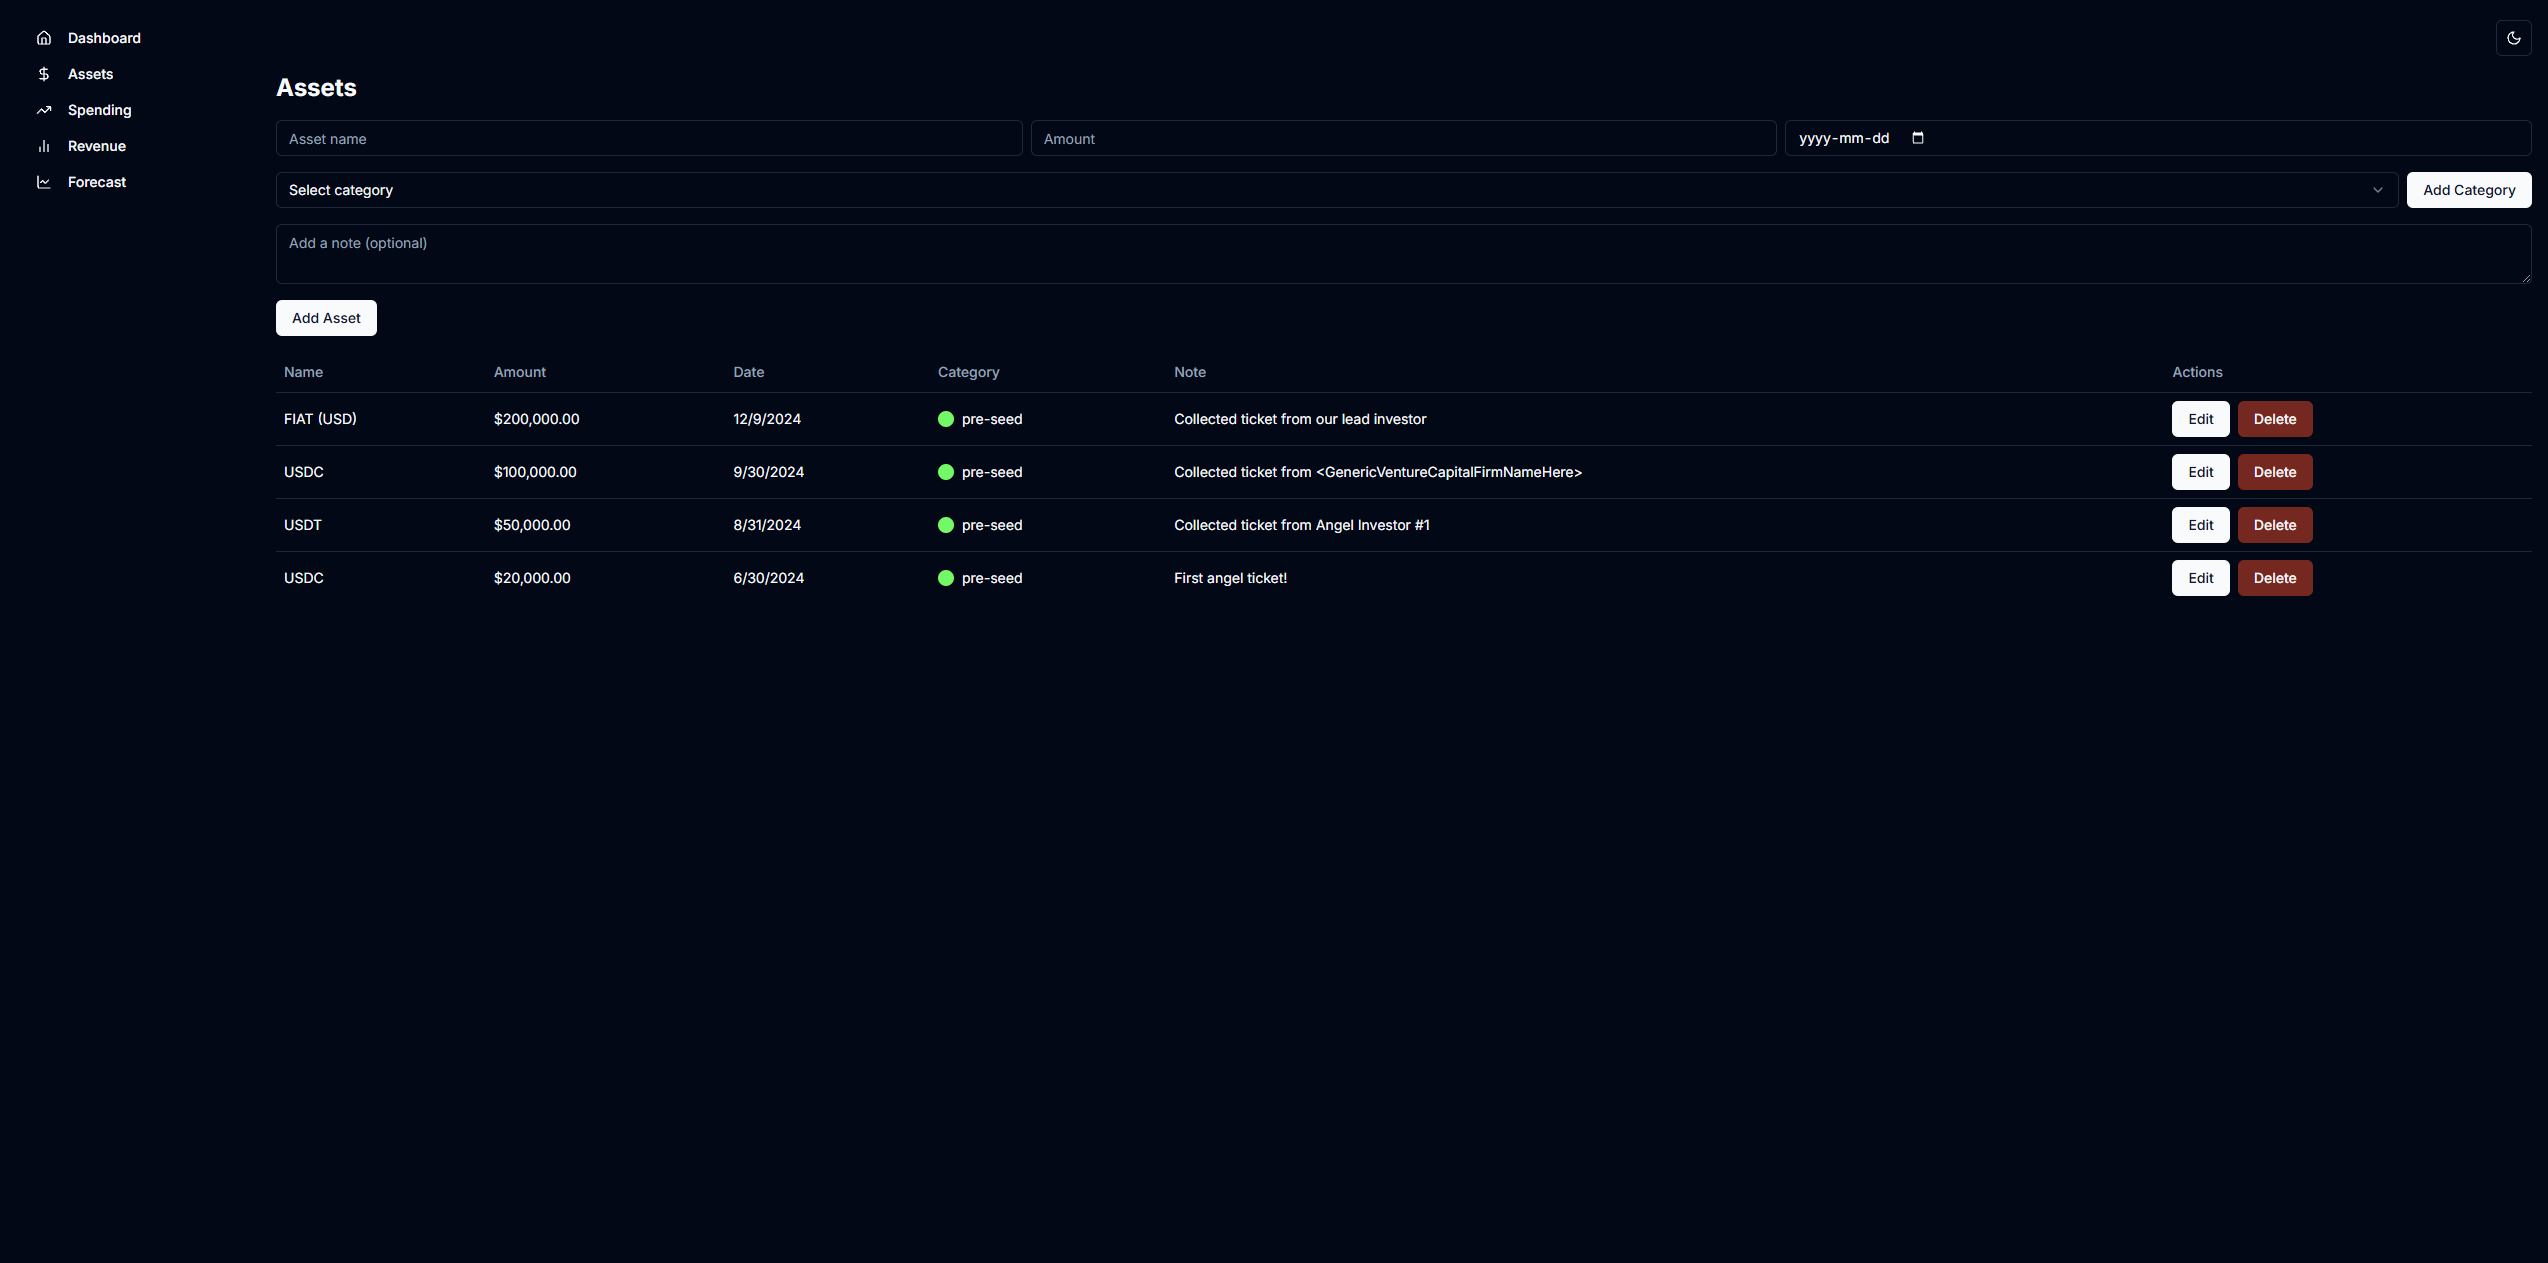 Dashboard
Assets
Spending
Revenue
Forecast
Assets
Asset name Amount yyyy-mm-dd
Select category Add Category
Add a note (optional)
Add Asset
Name Amount Date Category Note Actions
FIAT (USD) $200,000.00 12/9/2024 pre-seed Collected ticket from our lead investor Edit Delete
USDC $100,000.00 9/30/2024 pre-seed Collected ticket from <GenericVentureCapitalFirmNameHere> Edit Delete
USDT $50,000.00 8/31/2024 pre-seed Collected ticket from Angel Investor #1 Edit Delete
USDC $20,000.00 6/30/2024 pre-seed First angel ticket! Edit Delete